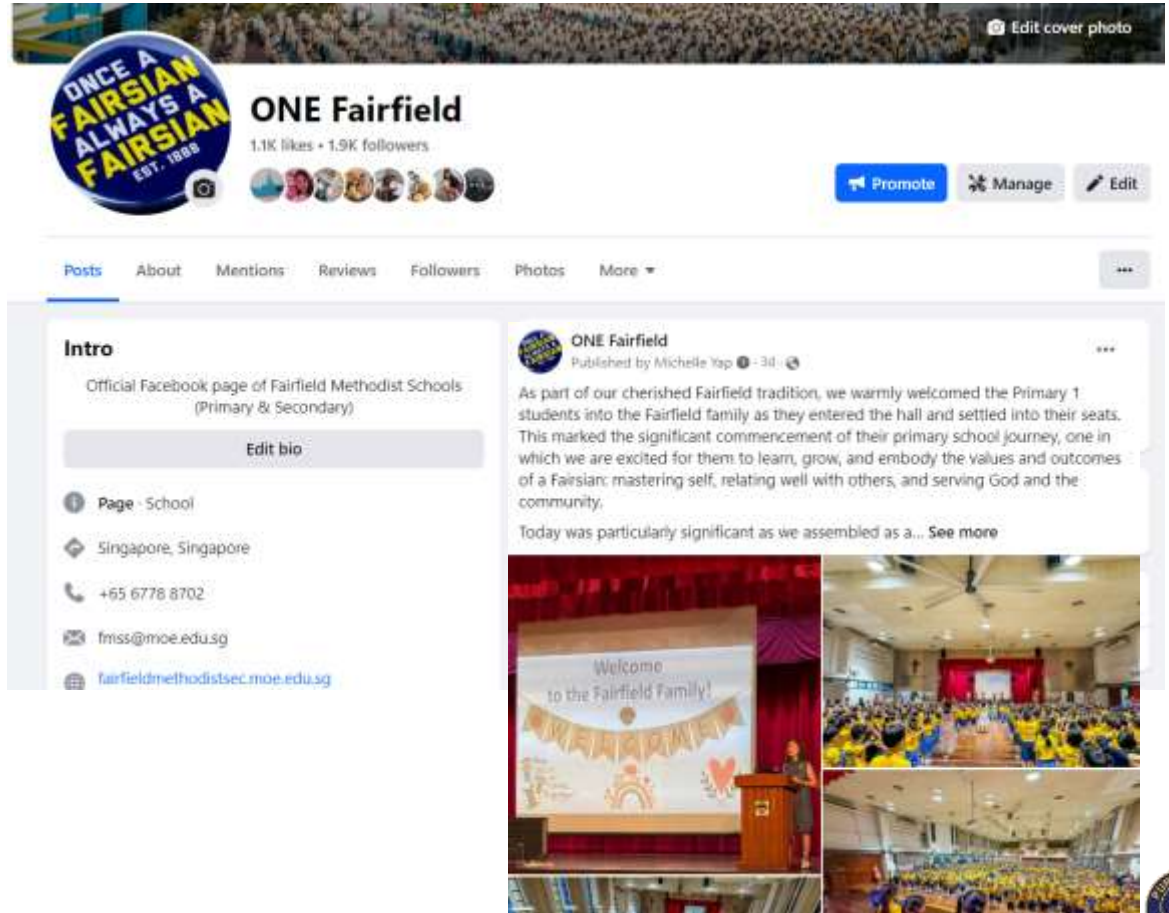 Edit cover photo
ONCE A
FAIRSIAN
ALWAYS A
FAIRSIAN
EST. 1888
ONE Fairfield
1.1K likes • 1.9K followers
Promote
Manage
Edit
Posts
About
Mentions
Reviews
Followers
Photos
More
Intro
Official Facebook page of Fairfield Methodist Schools
(Primary & Secondary)
Edit bio
Page · School
Singapore, Singapore
+65 6778 8702
fmss@moe.edu.sg
fairfieldmethodistsec.moe.edu.sg
ONE Fairfield
Published by Michelle Yap · 3d ·
As part of our cherished Fairfield tradition, we warmly welcomed the Primary 1
students into the Fairfield family as they entered the hall and settled into their seats.
This marked the significant commencement of their primary school journey, one in
which we are excited for them to learn, grow, and embody the values and outcomes
of a Fairsian: mastering self, relating well with others, and serving God and the
community.
Today was particularly significant as we assembled as a... See more
Welcome
to the Fairfield Family!
WELCOME